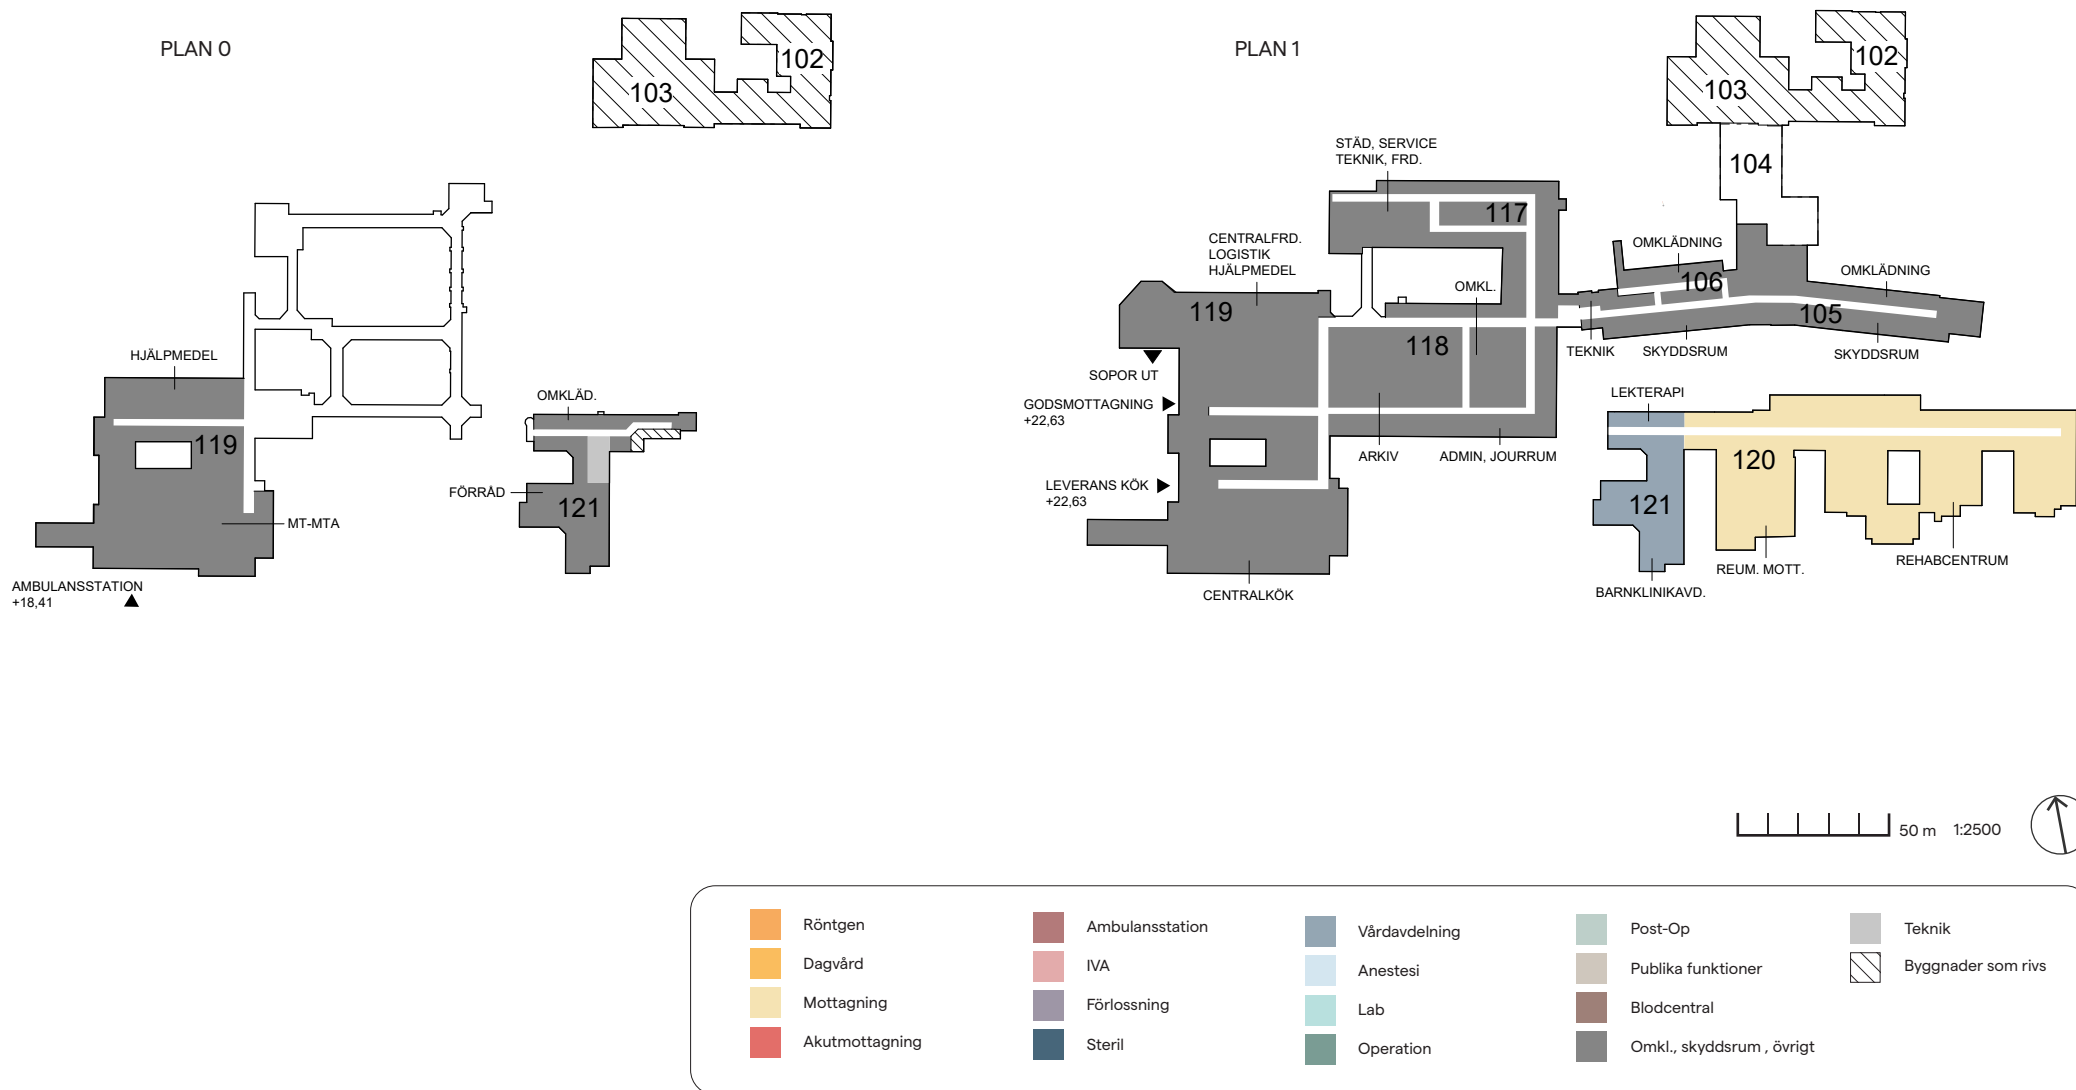 PLAN 0
103
102
HJÄLPMEDEL
119
MT-MTA
AMBULANSSTATION
+18,41
OMKLÄD.
FÖRRÅD
121
PLAN 1
103
102
104
STÄD, SERVICE
TEKNIK, FRD.
117
CENTRALFRD.
LOGISTIK
HJÄLPMEDEL
OMKL.
OMKLÄDNING
106
OMKLÄDNING
105
119
118
TEKNIK
SKYDDSRUM
SKYDDSRUM
SOPOR UT
GODSMOTTAGNING
+22,63
LEVERANS KÖK
+22,63
ARKIV
ADMIN, JOURRUM
CENTRALKÖK
LEKTERAPI
120
121
REUM. MOTT.
REHABCENTRUM
BARNKLINIKAVD.
50 m 1:2500
Röntgen
Dagvård
Mottagning
Akutmottagning
Ambulansstation
IVA
Förlossning
Steril
Vårdavdelning
Anestesi
Lab
Operation
Post-Op
Publika funktioner
Blodcentral
Omkl., skyddsrum , övrigt
Teknik
Byggnader som rivs